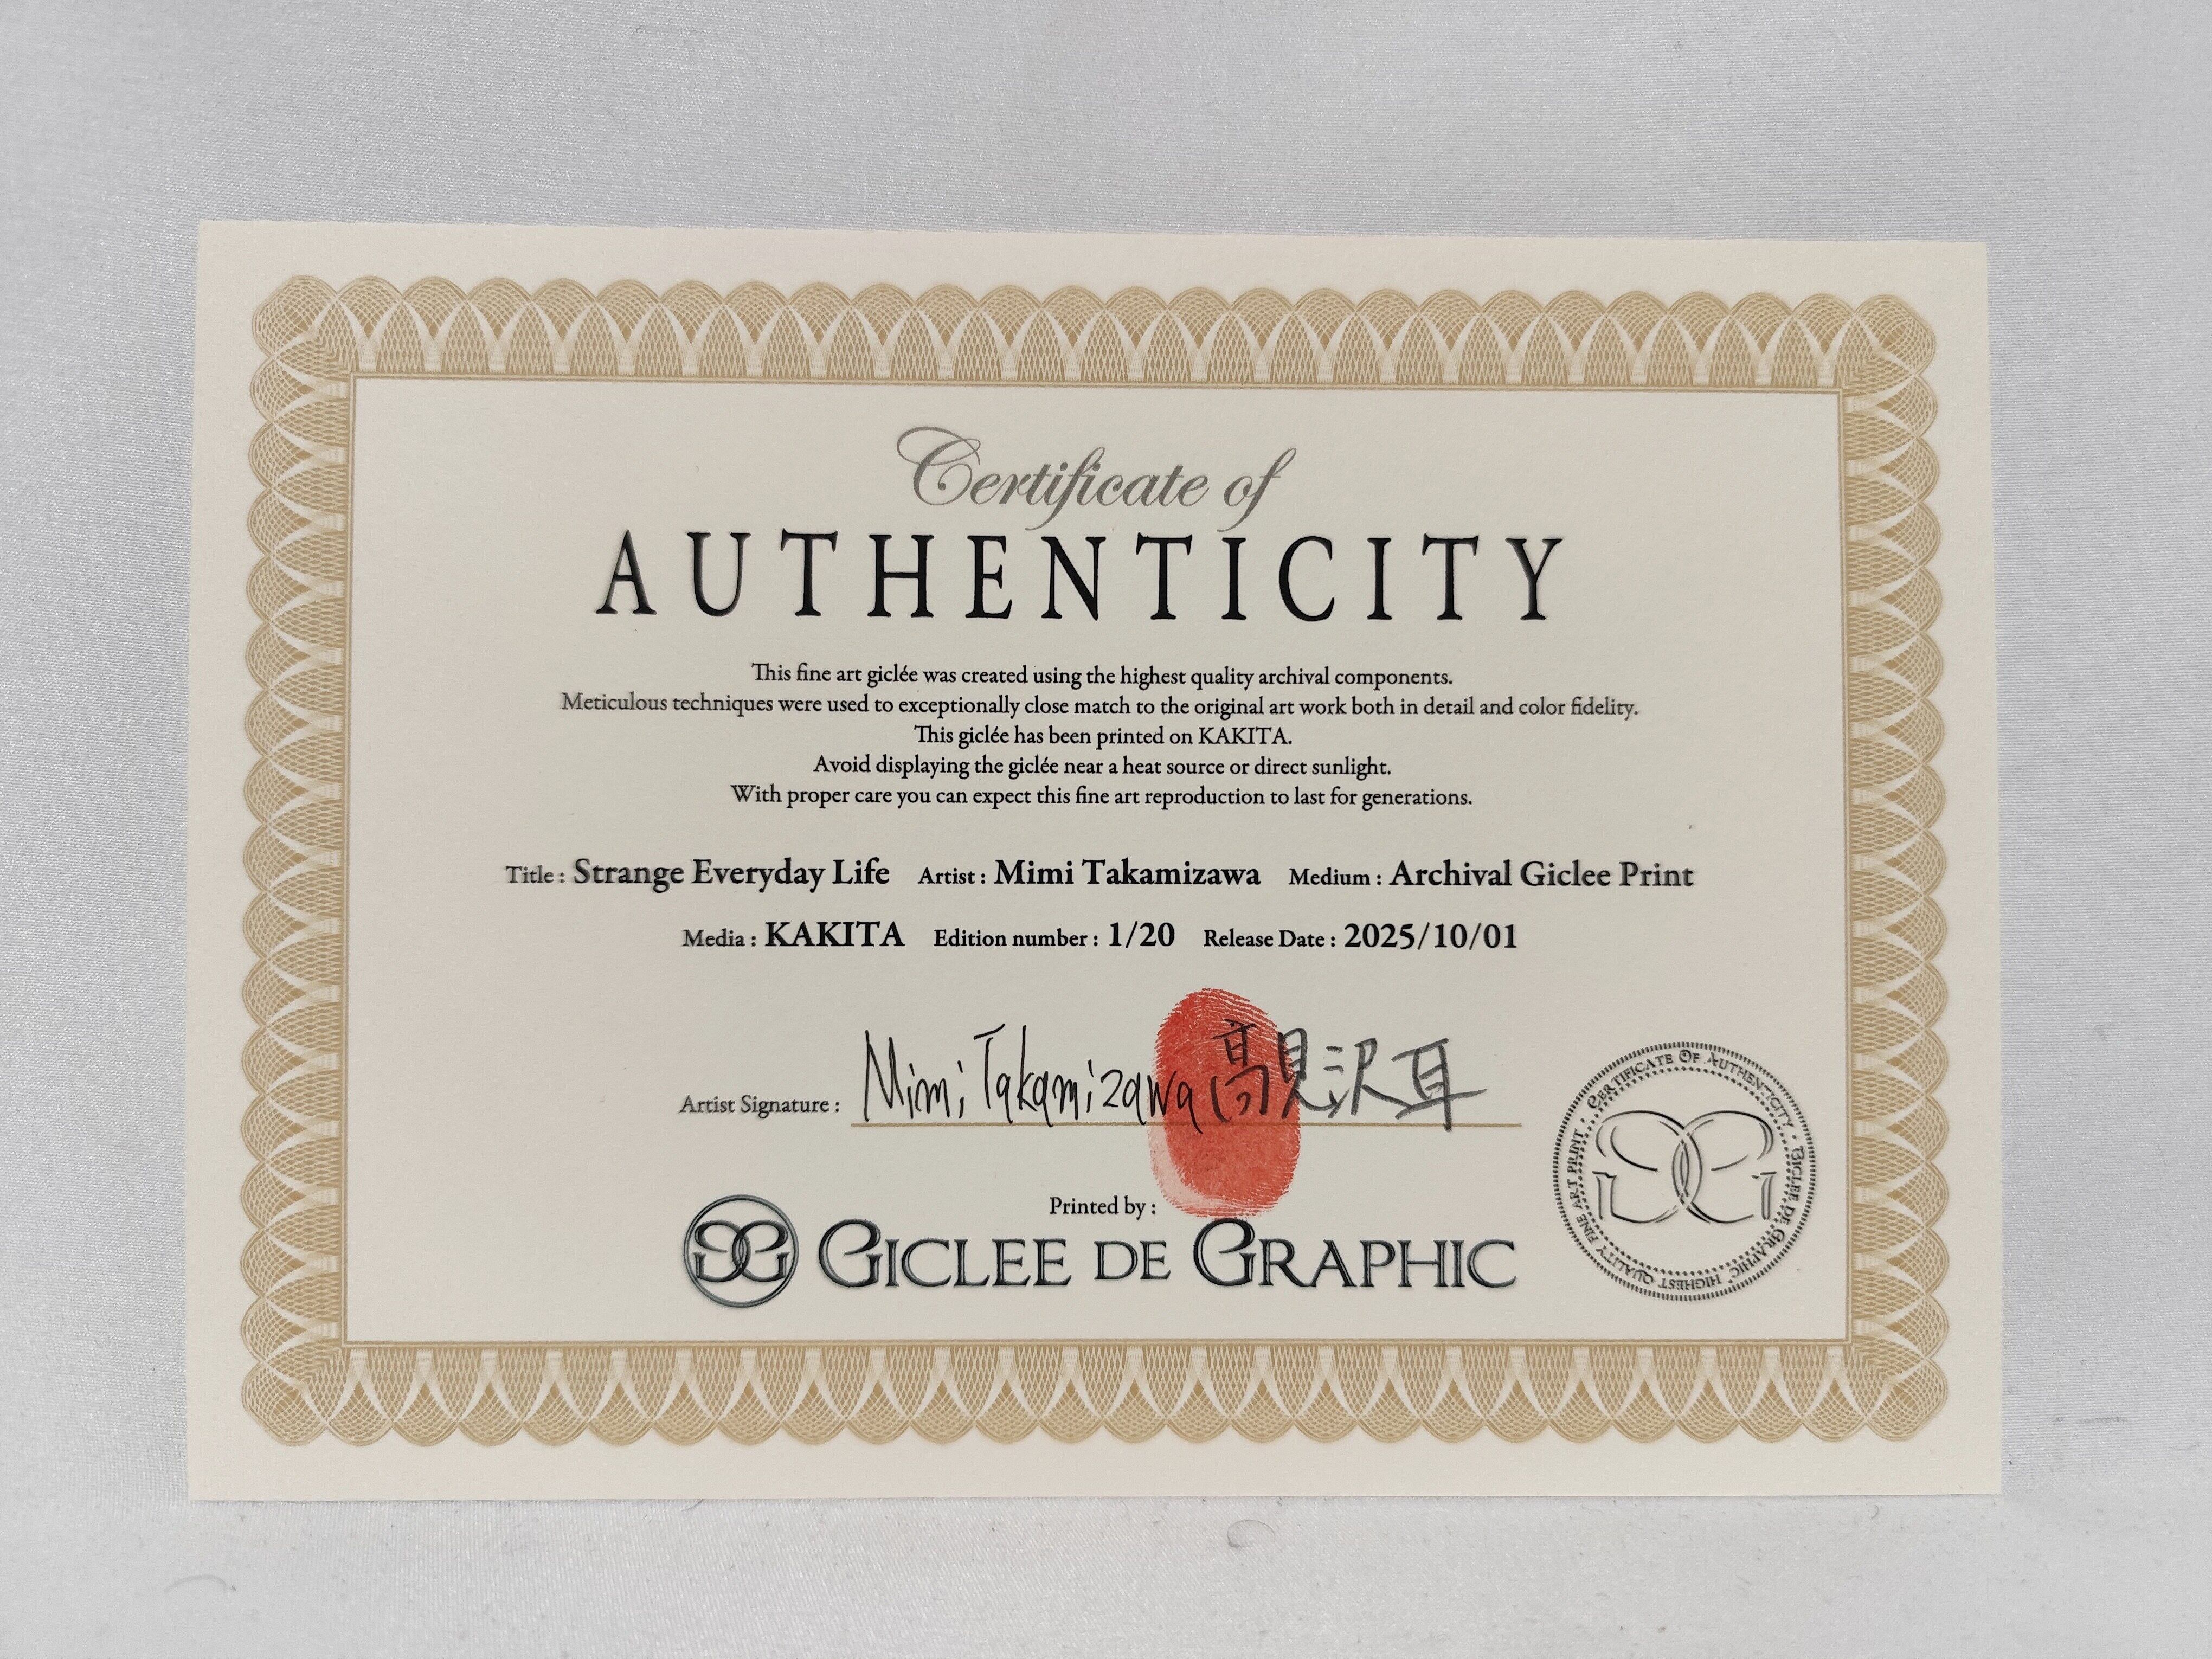 Certificate of
AUTHENTICITY
This fine art giclée was created using the highest quality archival components.
Meticulous techniques were used to exceptionally close match to the original art work both in detail and color fidelity.
This giclée has been printed on KAKITA.
Avoid displaying the giclée near a heat source or direct sunlight.
With proper care you can expect this fine art reproduction to last for generations.
Title : Strange Everyday Life Artist : Mimi Takamizawa Medium : Archival Giclee Print
Media : KAKITA Edition number : 1/20 Release Date : 2025/10/01
Artist Signature : Mimi Takamizawa 高見沢耳
Printed by :
GG GICLEE DE GRAPHIC
CERTIFICATE OF AUTHENTICITY · GICLEE DE GRAPHIC · HIGHEST QUALITY FINE ART PRINT ·
GG